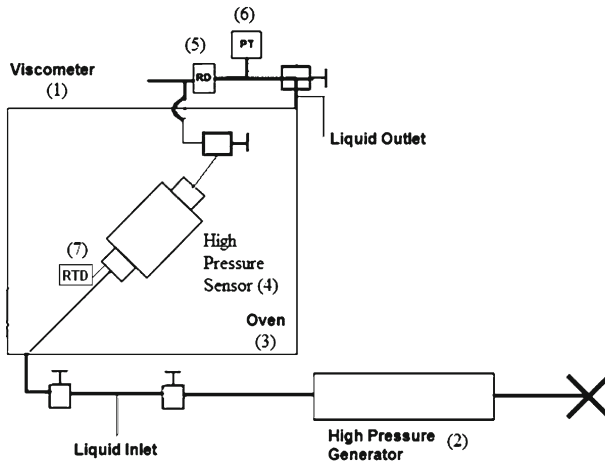 (6)
(5)
PT
RD
Viscometer
(1)
Liquid Outlet
(7)
RTD
High
Pressure
Sensor (4)
Oven
(3)
Liquid Inlet
High Pressure (2)
Generator